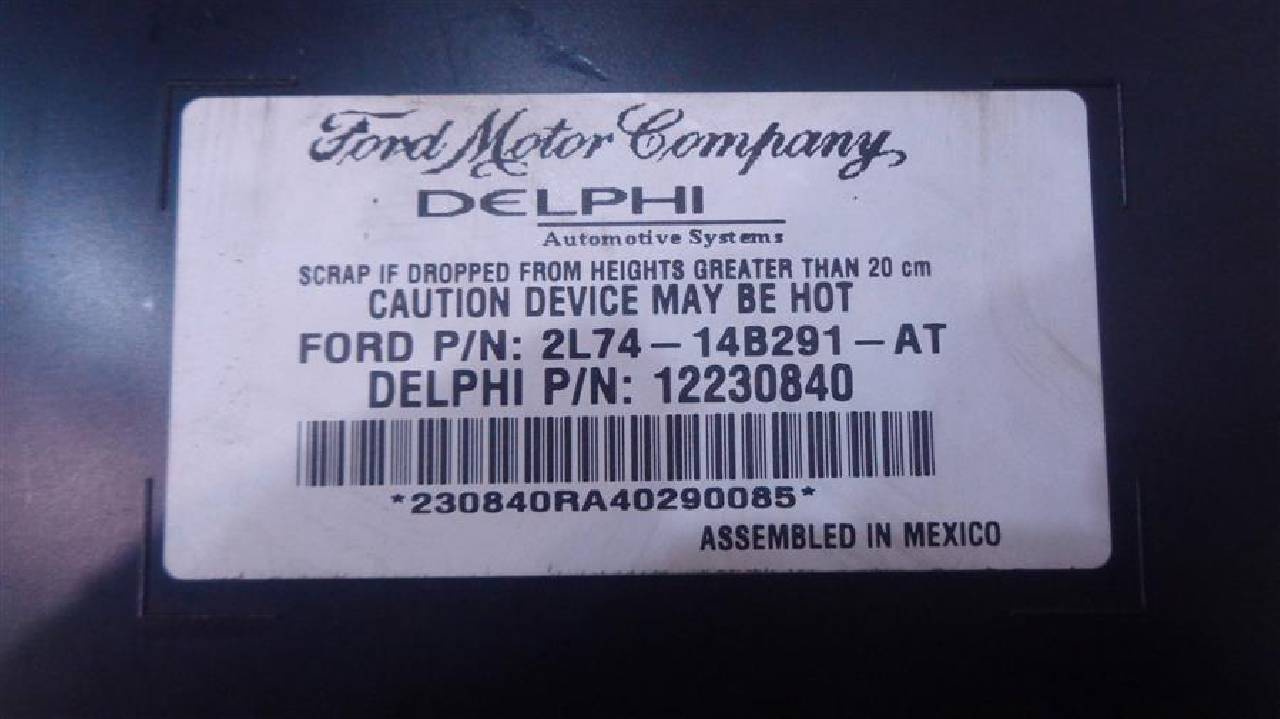 Ford Motor Company
DELPHI
Automotive Systems
SCRAP IF DROPPED FROM HEIGHTS GREATER THAN 20 cm
CAUTION DEVICE MAY BE HOT
FORD P/N: 2L74-14B291-AT
DELPHI P/N: 12230840
*230840RA40290085*
ASSEMBLED IN MEXICO